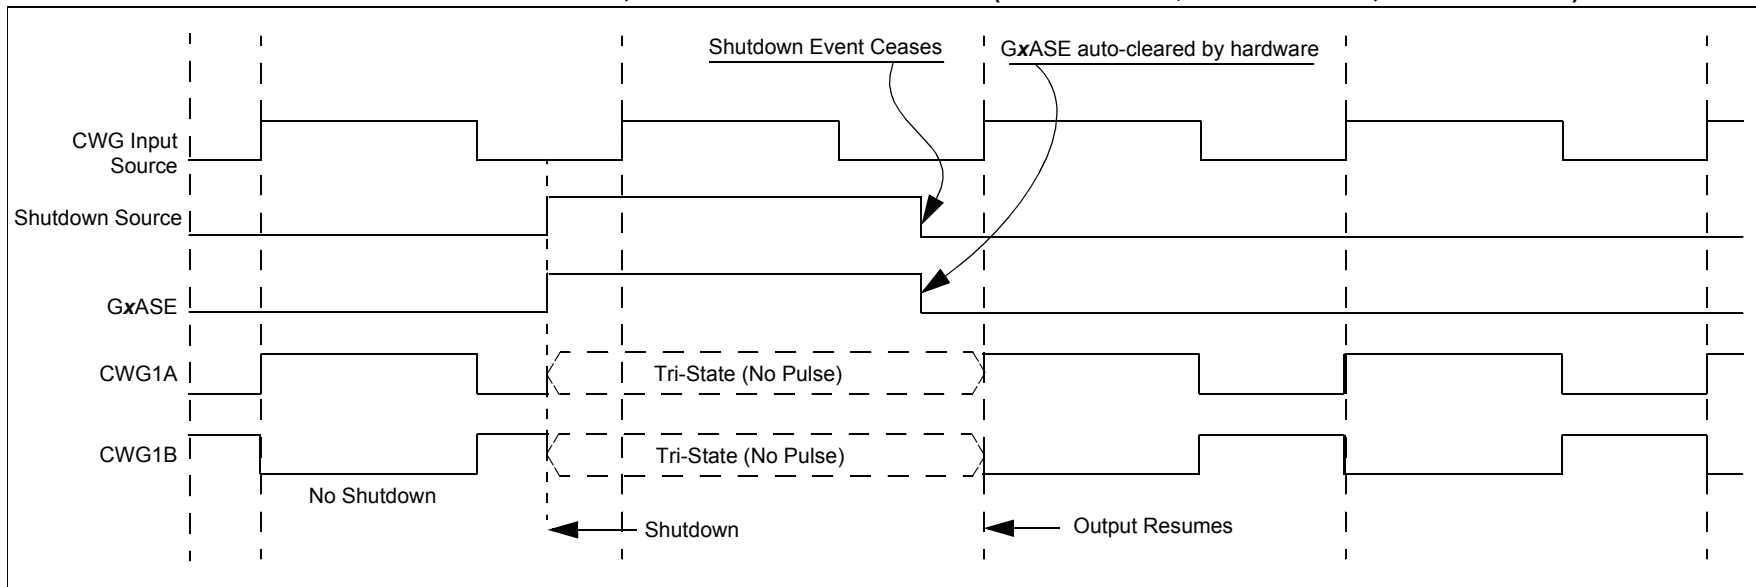 Shutdown Event Ceases
GxASE auto-cleared by hardware
CWG Input
Source
Shutdown Source
GxASE
CWG1A
Tri-State (No Pulse)
CWG1B
Tri-State (No Pulse)
No Shutdown
Shutdown
Output Resumes